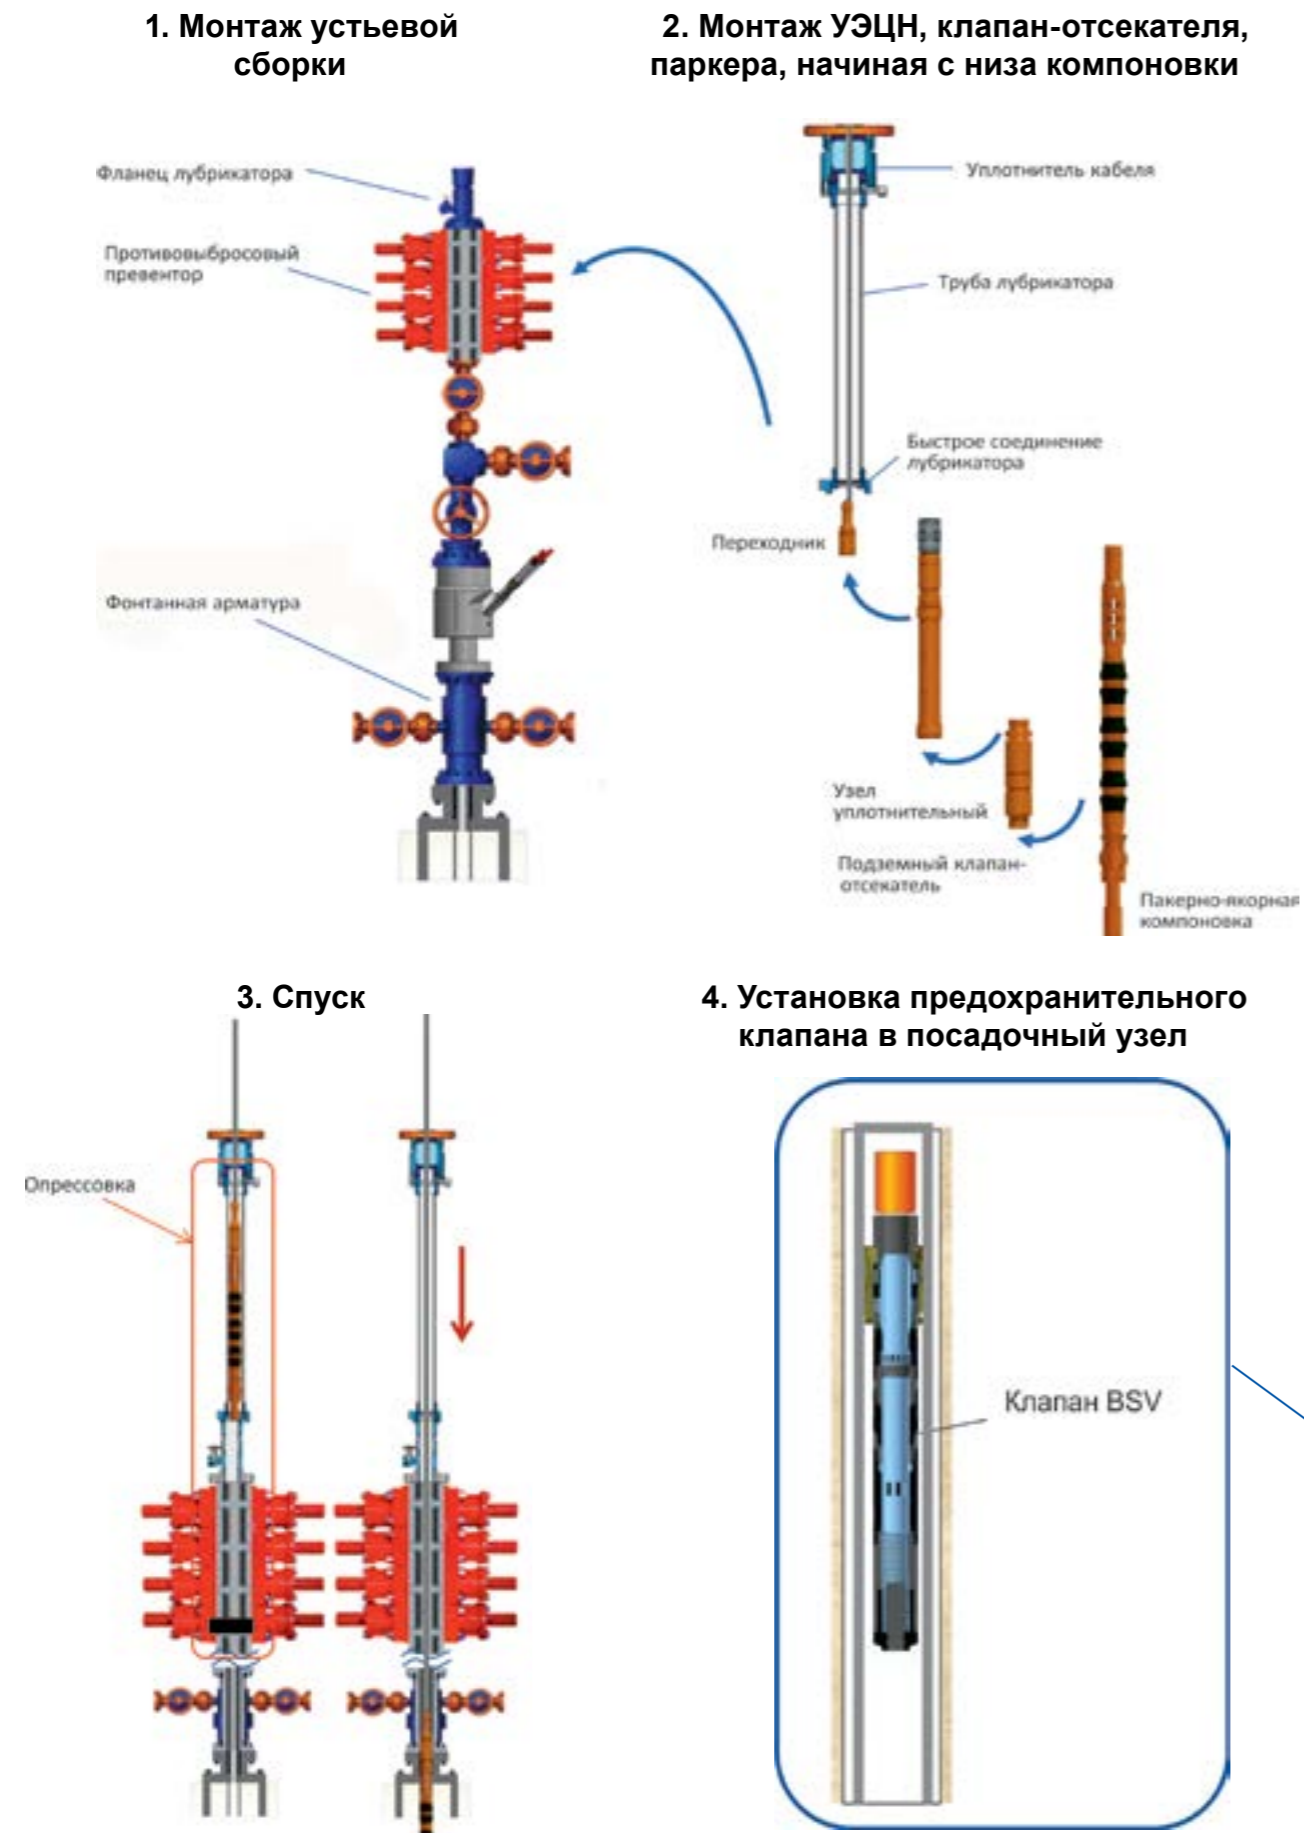 1. Монтаж устьевой
сборки
2. Монтаж УЭЦН, клапан-отсекателя,
паркера, начиная с низа компоновки
Фланец лубрикатора
Противовыбросовый
превентор
Фонтанная арматура
Уплотнитель кабеля
Труба лубрикатора
Быстрое соединение
лубрикатора
Переходник
Узел
уплотнительный
Подземный клапан-
отсекатель
Пакерно-якорная
компоновка
3. Спуск
Опрессовка
4. Установка предохранительного
клапана в посадочный узел
Клапан BSV